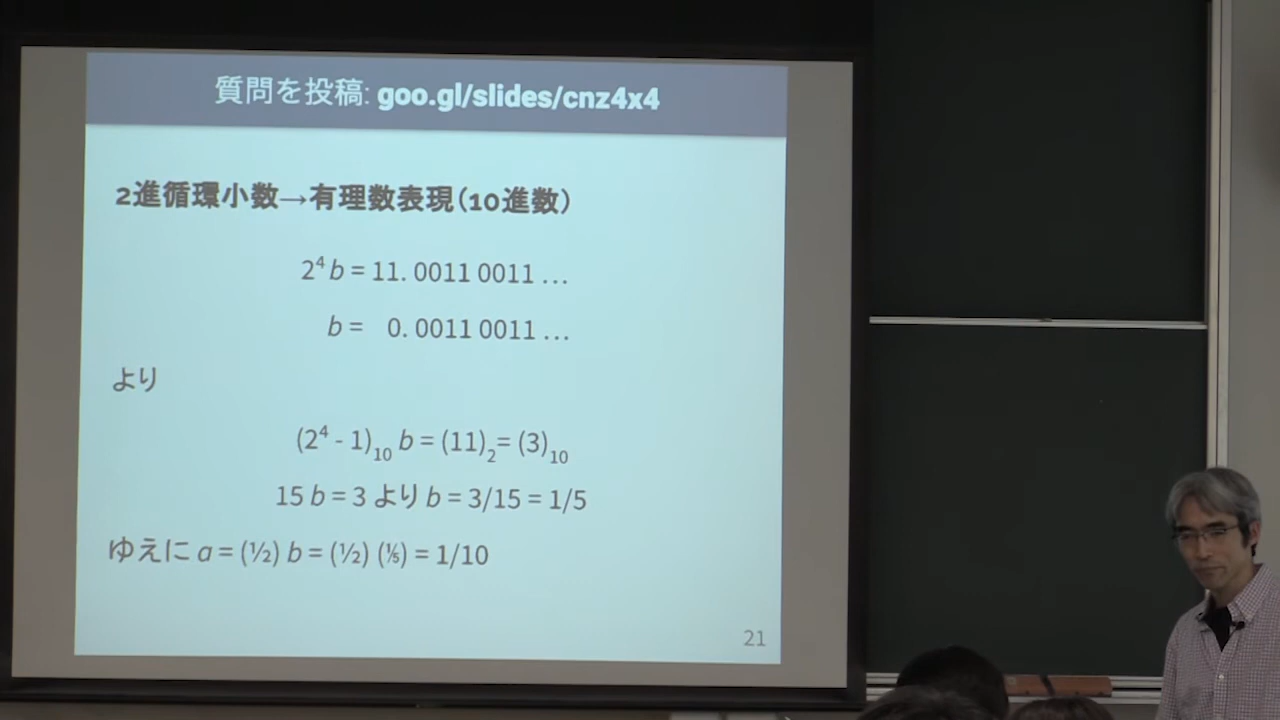 質問を投稿: goo.gl/slides/cnz4x4
2進循環小数→有理数表現(10進数)
2⁴ b = 11. 0011 0011 …
b = 0. 0011 0011 …
より
(2⁴ - 1)₁₀ b = (11)₂= (3)₁₀
15 b = 3 より b = 3/15 = 1/5
ゆえに a = (½) b = (½) (⅕) = 1/10
21